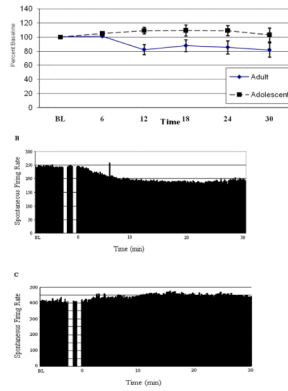 140
120
100
80
60
40
20
0
Percent Baseline
BL 6 12 18 24 30
Time
Adult
Adolescent
B
Spontaneous Firing Rate
300
250
200
150
100
50
0
BL 0 10 20 30
Time (min)
C
Spontaneous Firing Rate
500
400
300
200
100
0
BL 0 10 20 30
Time (min)